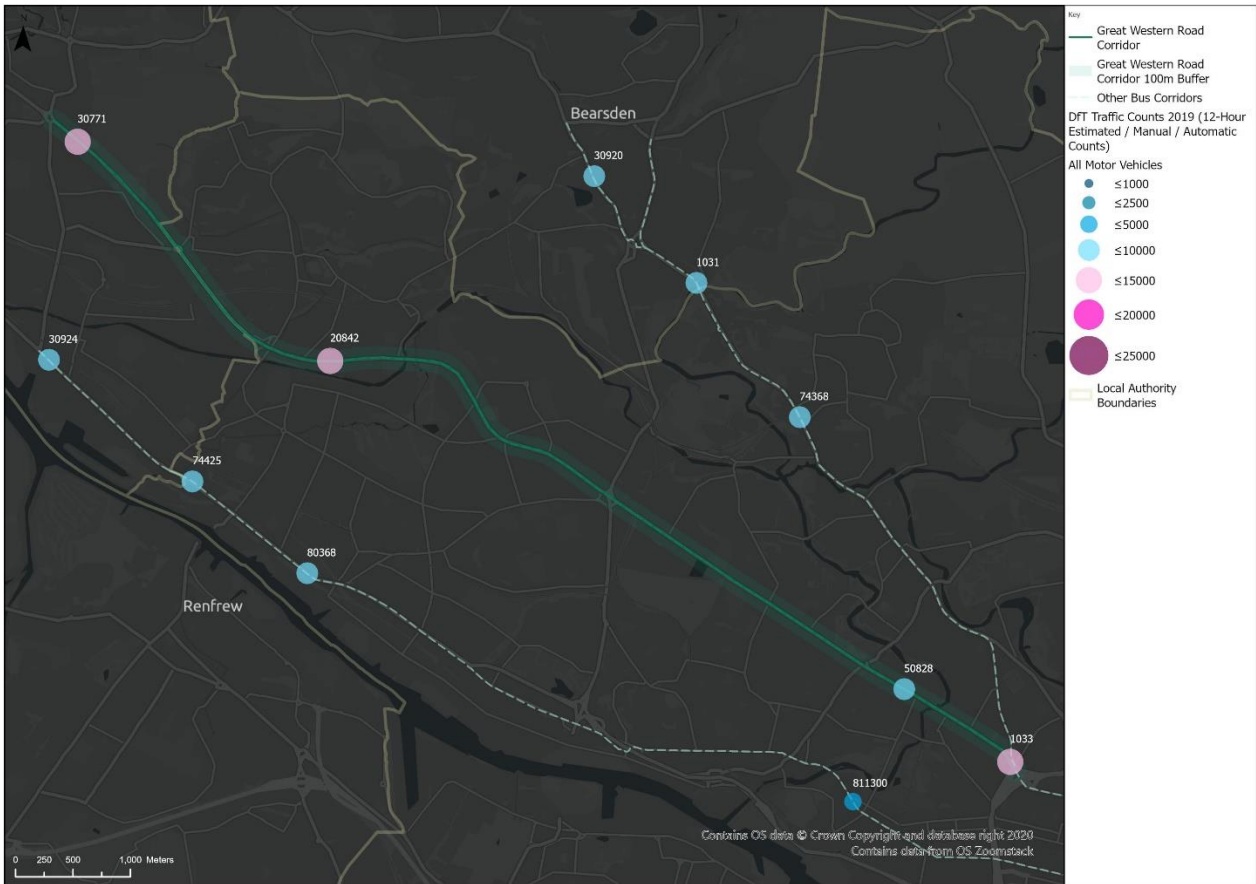 N
30771
Bearsden
30920
1031
20842
30924
74368
74425
80368
Renfrew
50828
1033
811300
Contains OS data © Crown Copyright and database right 2020
Contains data from OS Zoomstack
0 250 500 1,000 Meters
Key
Great Western Road
Corridor
Great Western Road
Corridor 100m Buffer
Other Bus Corridors
DfT Traffic Counts 2019 (12-Hour
Estimated / Manual / Automatic
Counts)
All Motor Vehicles
≤1000
≤2500
≤5000
≤10000
≤15000
≤20000
≤25000
Local Authority
Boundaries